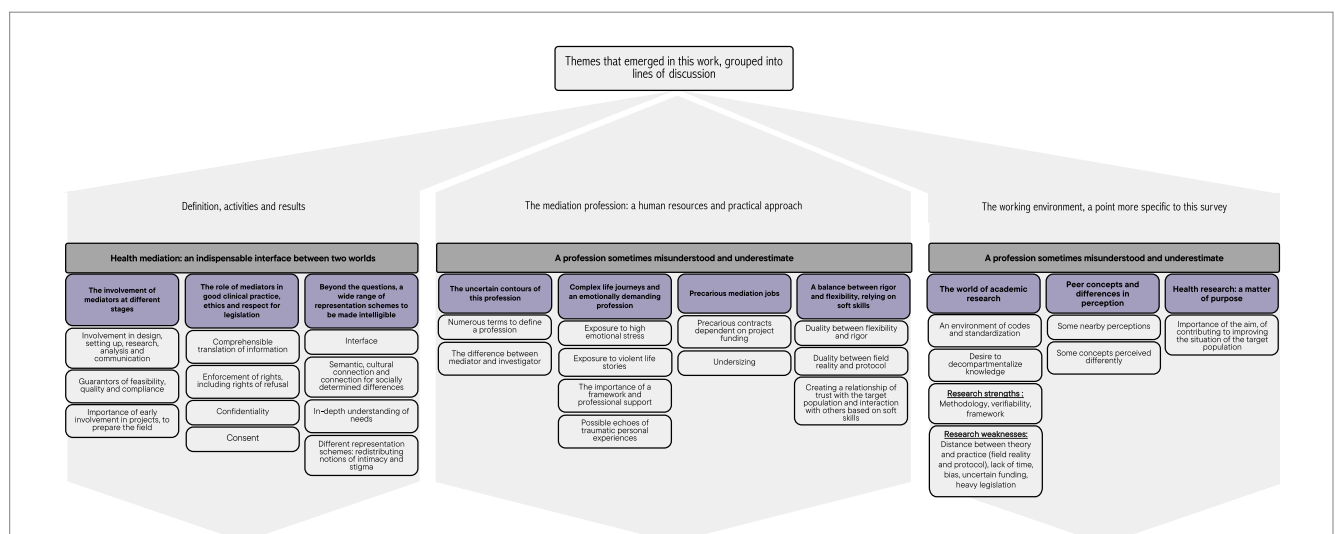 Themes that emerged in this work, grouped into
lines of discussion
Definition, activities and results
Health mediation: an indispensable interface between two worlds
The involvement of
mediators at different
stages
Involvement in design,
setting up, research,
analysis and
communication
Guarantors of feasibility,
quality and compliance
Importance of early
involvement in projects, to
prepare the field
The role of mediators in
good clinical practice,
ethics and respect for
legislation
Comprehensible
translation of information
Enforcement of rights,
including rights of refusal
Confidentiality
Consent
Beyond the questions, a
wide range of
representation schemes to
be made intelligible
Interface
Semantic, cultural
connection and
connection for socially
determined differences
In-depth understanding of
needs
Different representation
schemes: redistributing
notions of intimacy and
stigma
The mediation profession: a human resources and practical approach
A profession sometimes misunderstood and underestimate
The uncertain contours of
this profession
Numerous terms to define
a profession
The difference between
mediator and investigator
Complex life journeys and
an emotionally demanding
profession
Exposure to high
emotional stress
Exposure to violent life
stories
The importance of a
framework and
professional support
Possible echoes of
traumatic personal
experiences
Precarious mediation jobs
Precarious contracts
dependent on project
funding
Undersizing
A balance between rigor
and flexibility, relying on
soft skills
Duality between flexibility
and rigor
Duality between field
reality and protocol
Creating a relationship of
trust with the target
population and interaction
with others based on soft
skills
The working environment, a point more specific to this survey
A profession sometimes misunderstood and underestimate
The world of academic
research
An environment of codes
and standardization
Desire to
decompartmentalize
knowledge
Research strengths :
Methodology, verifiability,
framework
Research weaknesses:
Distance between theory
and practice (field reality
and protocol), lack of time,
bias, uncertain funding,
heavy legislation
Peer concepts and
differences in
perception
Some nearby perceptions
Some concepts perceived
differently
Health research: a matter
of purpose
Importance of the aim, of
contributing to improving
the situation of the target
population